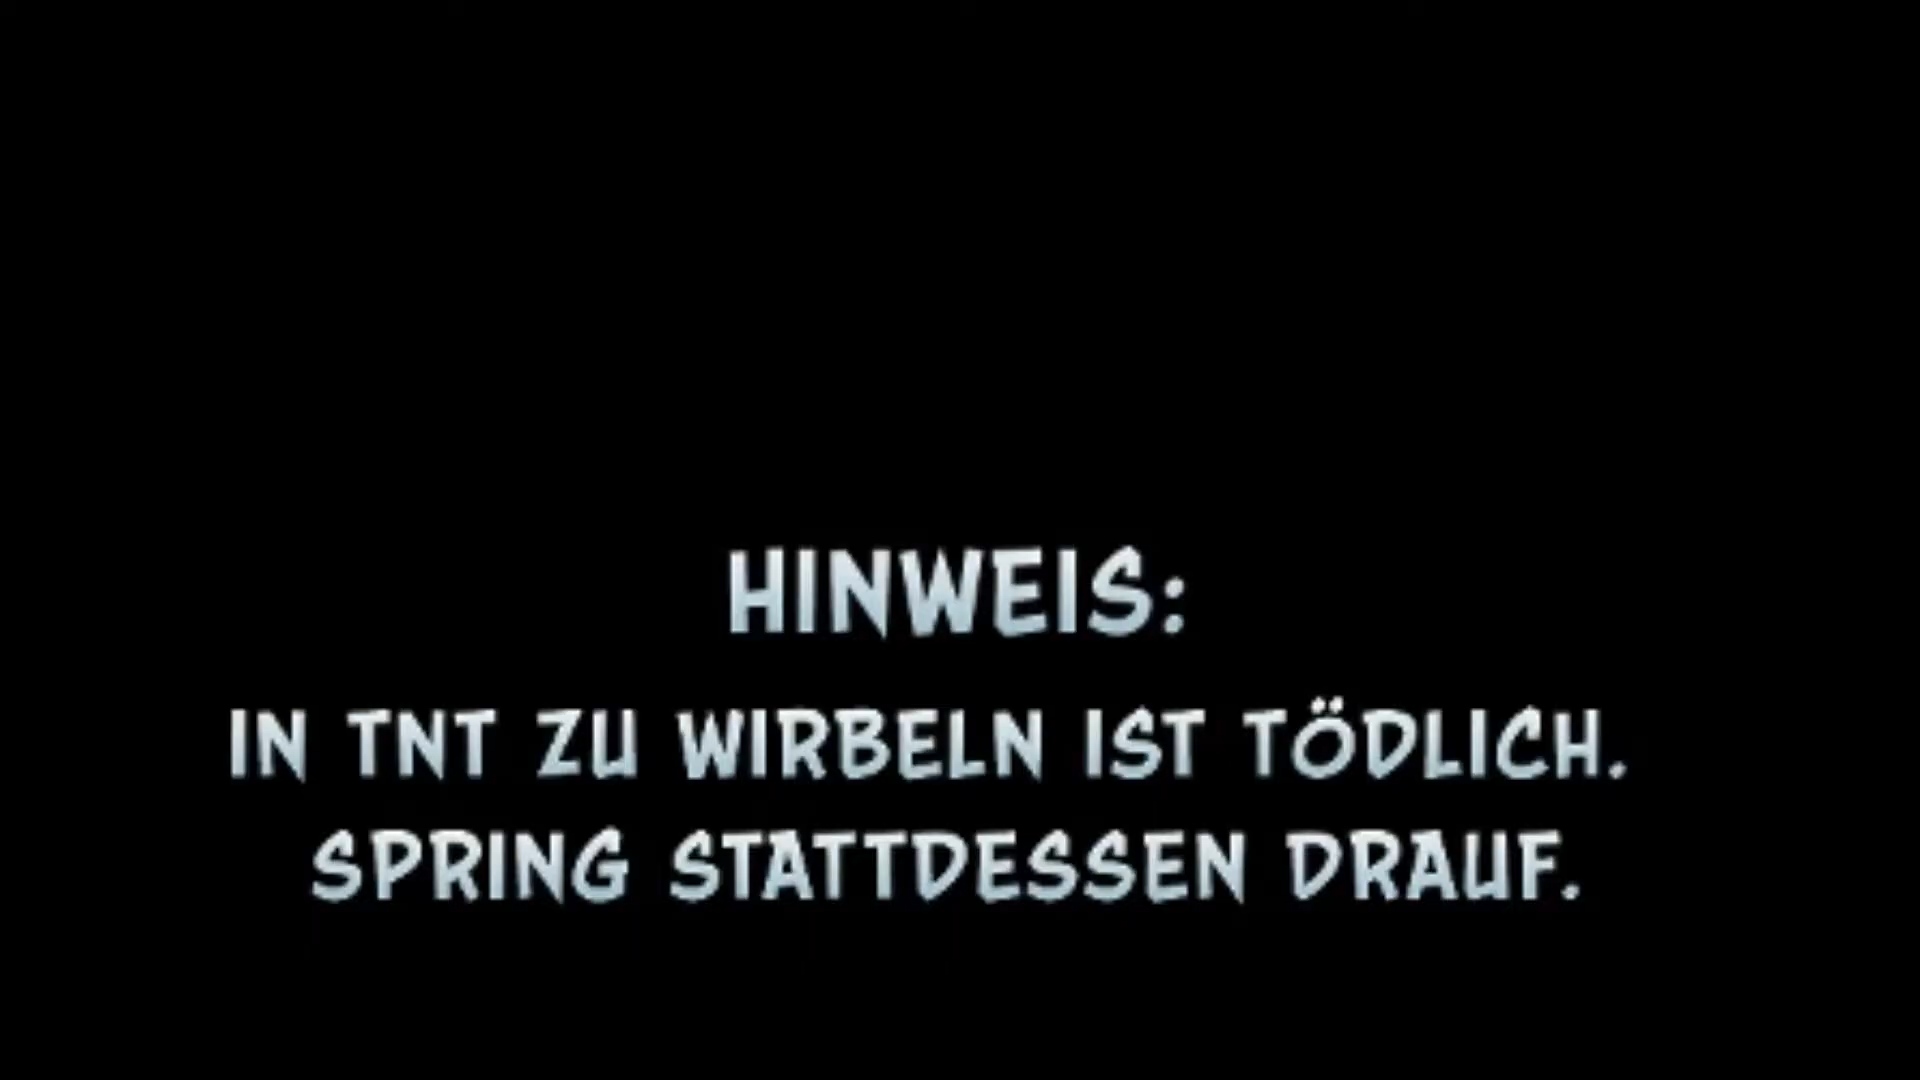 HINWEIS:
IN TNT ZU WIRBELN IST TÖDLICH.
SPRING STATTDESSEN DRAUF.